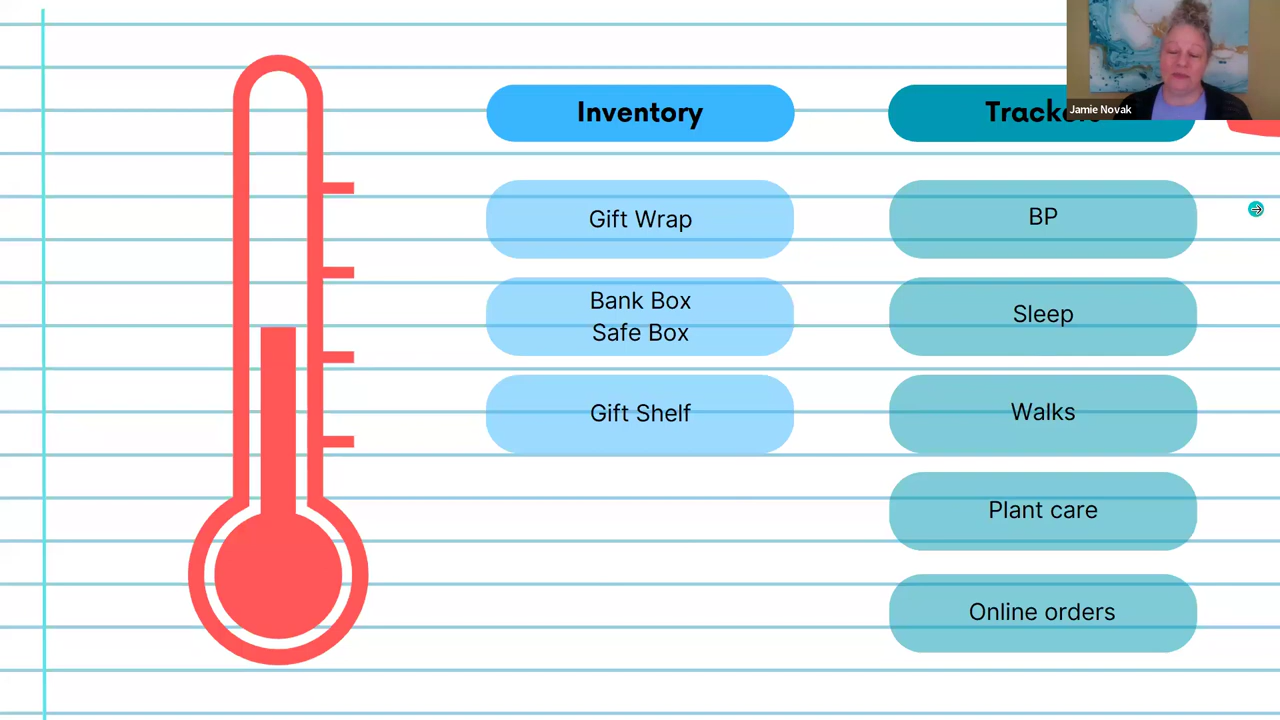 Jamie Novak
Inventory
Gift Wrap
Bank Box
Safe Box
Gift Shelf
BP
Sleep
Walks
Plant care
Online orders